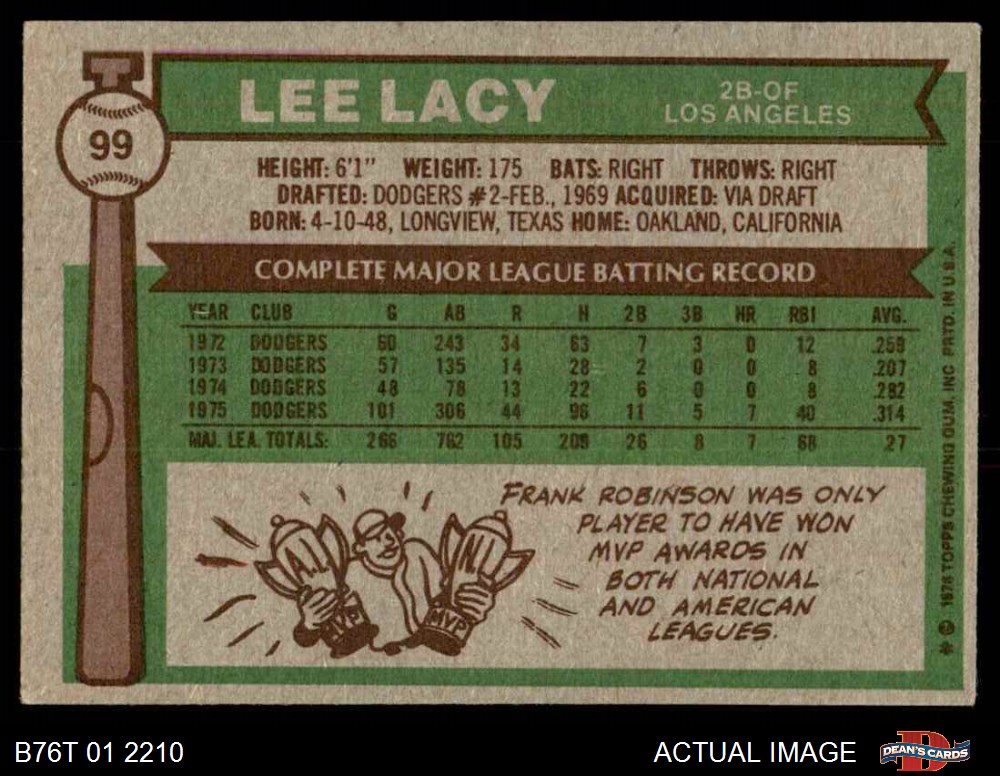 LEE LACY
2B-OF
LOS ANGELES
99
HEIGHT: 6'1" WEIGHT: 175 BATS: RIGHT THROWS: RIGHT
DRAFTED: DODGERS #2-FEB., 1969 ACQUIRED: VIA DRAFT
BORN: 4-10-48, LONGVIEW, TEXAS HOME: OAKLAND, CALIFORNIA
COMPLETE MAJOR LEAGUE BATTING RECORD
YEAR CLUB G AB R H 2B 3B HR RBI AVG.
1972 DODGERS 60 243 34 63 7 3 0 12 .259
1973 DODGERS 57 135 14 28 2 0 0 8 .207
1974 DODGERS 48 78 13 22 6 0 0 8 .282
1975 DODGERS 101 306 44 96 11 5 7 40 .314
MAJ. LEA. TOTALS: 266 762 105 209 26 8 7 68 27
FRANK ROBINSON WAS ONLY
PLAYER TO HAVE WON
MVP AWARDS IN
BOTH NATIONAL
AND AMERICAN
LEAGUES.
A.L.
MVP
N.L.
MVP
* © 1976 TOPPS CHEWING GUM, INC. PRTD. IN U.S.A.
B76T 01 2210
ACTUAL IMAGE
D
DEAN'S CARDS